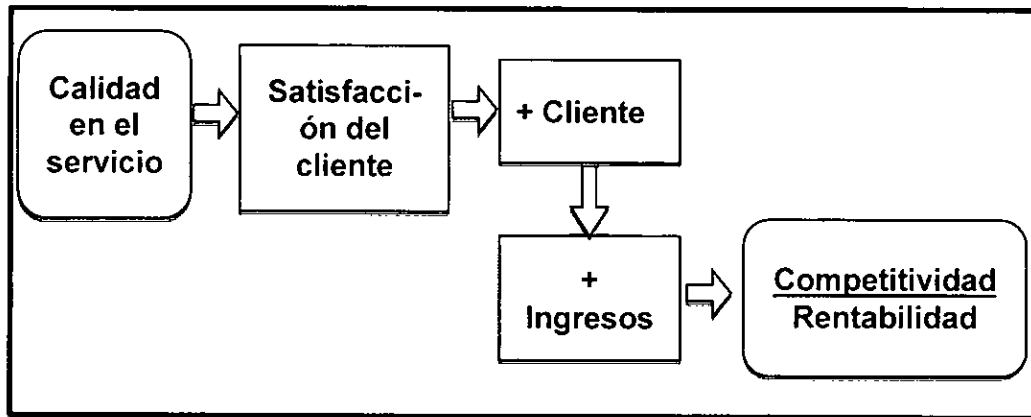 Calidad
en el
servicio
Satisfacci-
ón del
cliente
+ Cliente
+
Ingresos
Competitividad
Rentabilidad